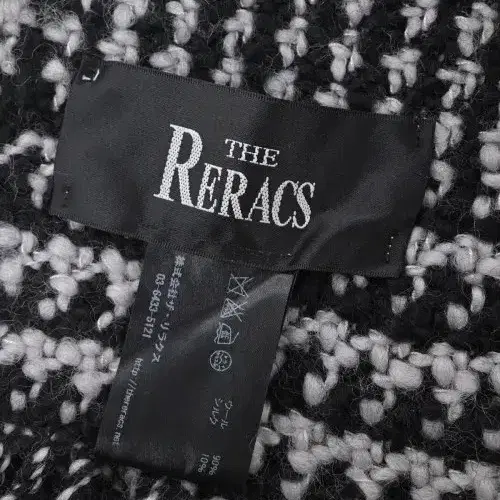 THE
RERACS
株式会社ザ・リラクス
03-6433-5121
http://thereracs.net
ウール 90%
シルク 10%